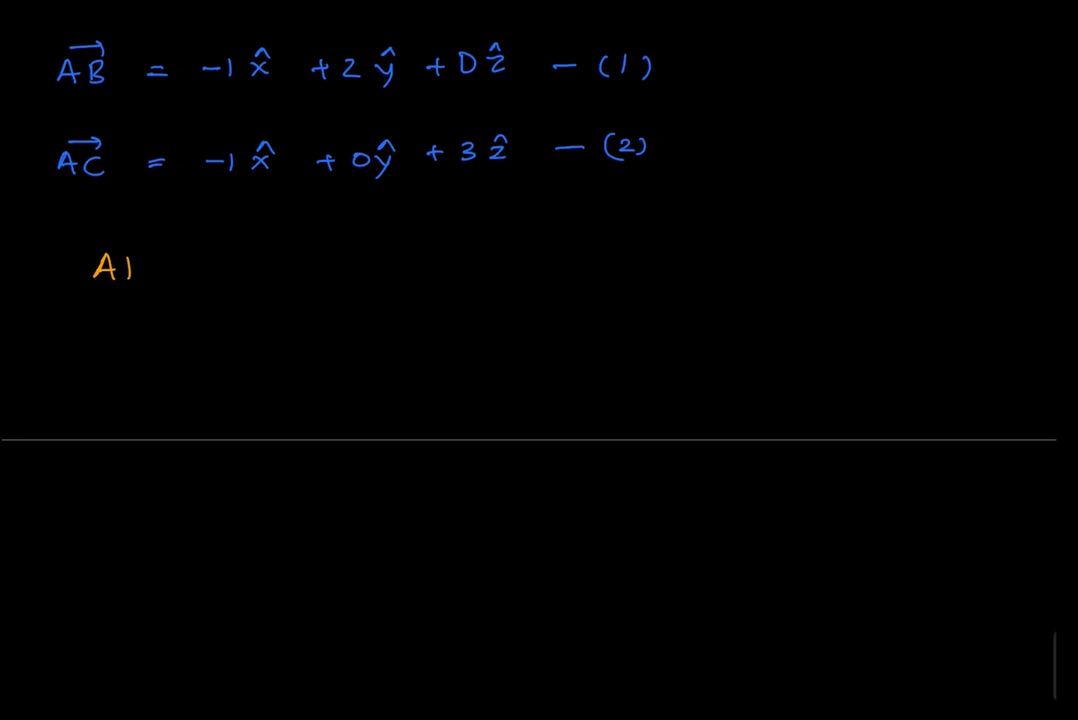 AB⃗ = -1 x̂ + 2 ŷ + 0 ẑ - (1)
AC⃗ = -1 x̂ + 0 ŷ + 3 ẑ - (2)
A1